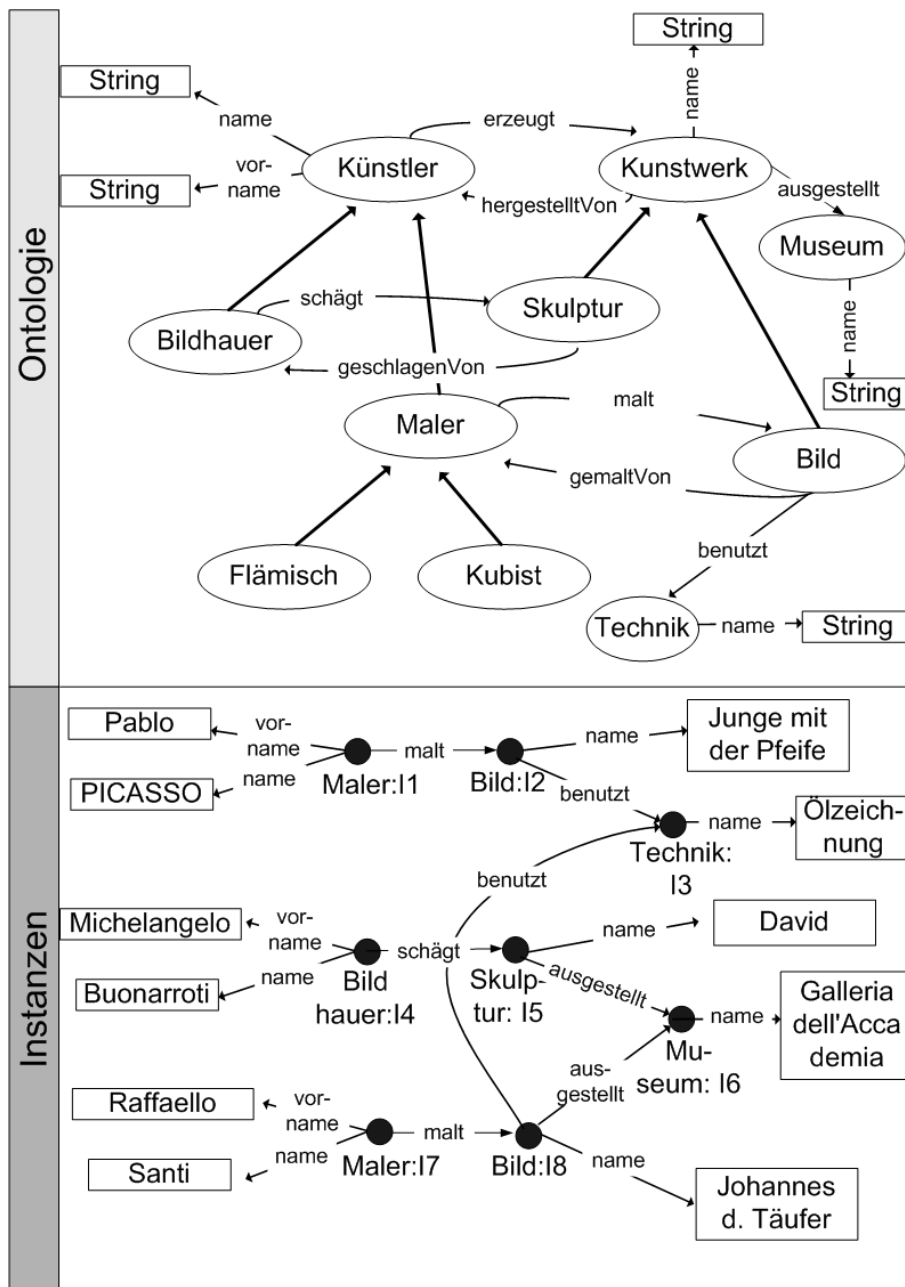 Ontologie
String
String
name
erzeugt
name
Künstler
Kunstwerk
String
vor-
name
hergestelltVon
ausgestellt
Museum
schägt
Skulptur
Bildhauer
name
geschlagenVon
String
malt
Maler
Bild
gemaltVon
benutzt
Flämisch
Kubist
Technik
name
String
Instanzen
Pablo
vor-
name
malt
name
Junge mit
der Pfeife
PICASSO
name
Maler:I1
Bild:I2
benutzt
Technik:
I3
name
Ölzeich-
nung
benutzt
Michelangelo
vor-
name
schägt
name
David
Buonarroti
name
Bild
hauer:I4
Skulp-
tur: I5
ausgestellt
Mu-
seum: I6
name
Galleria
dell'Acca
demia
aus-
gestellt
Raffaello
vor-
name
malt
Santi
name
Maler:I7
Bild:I8
name
Johannes
d. Täufer